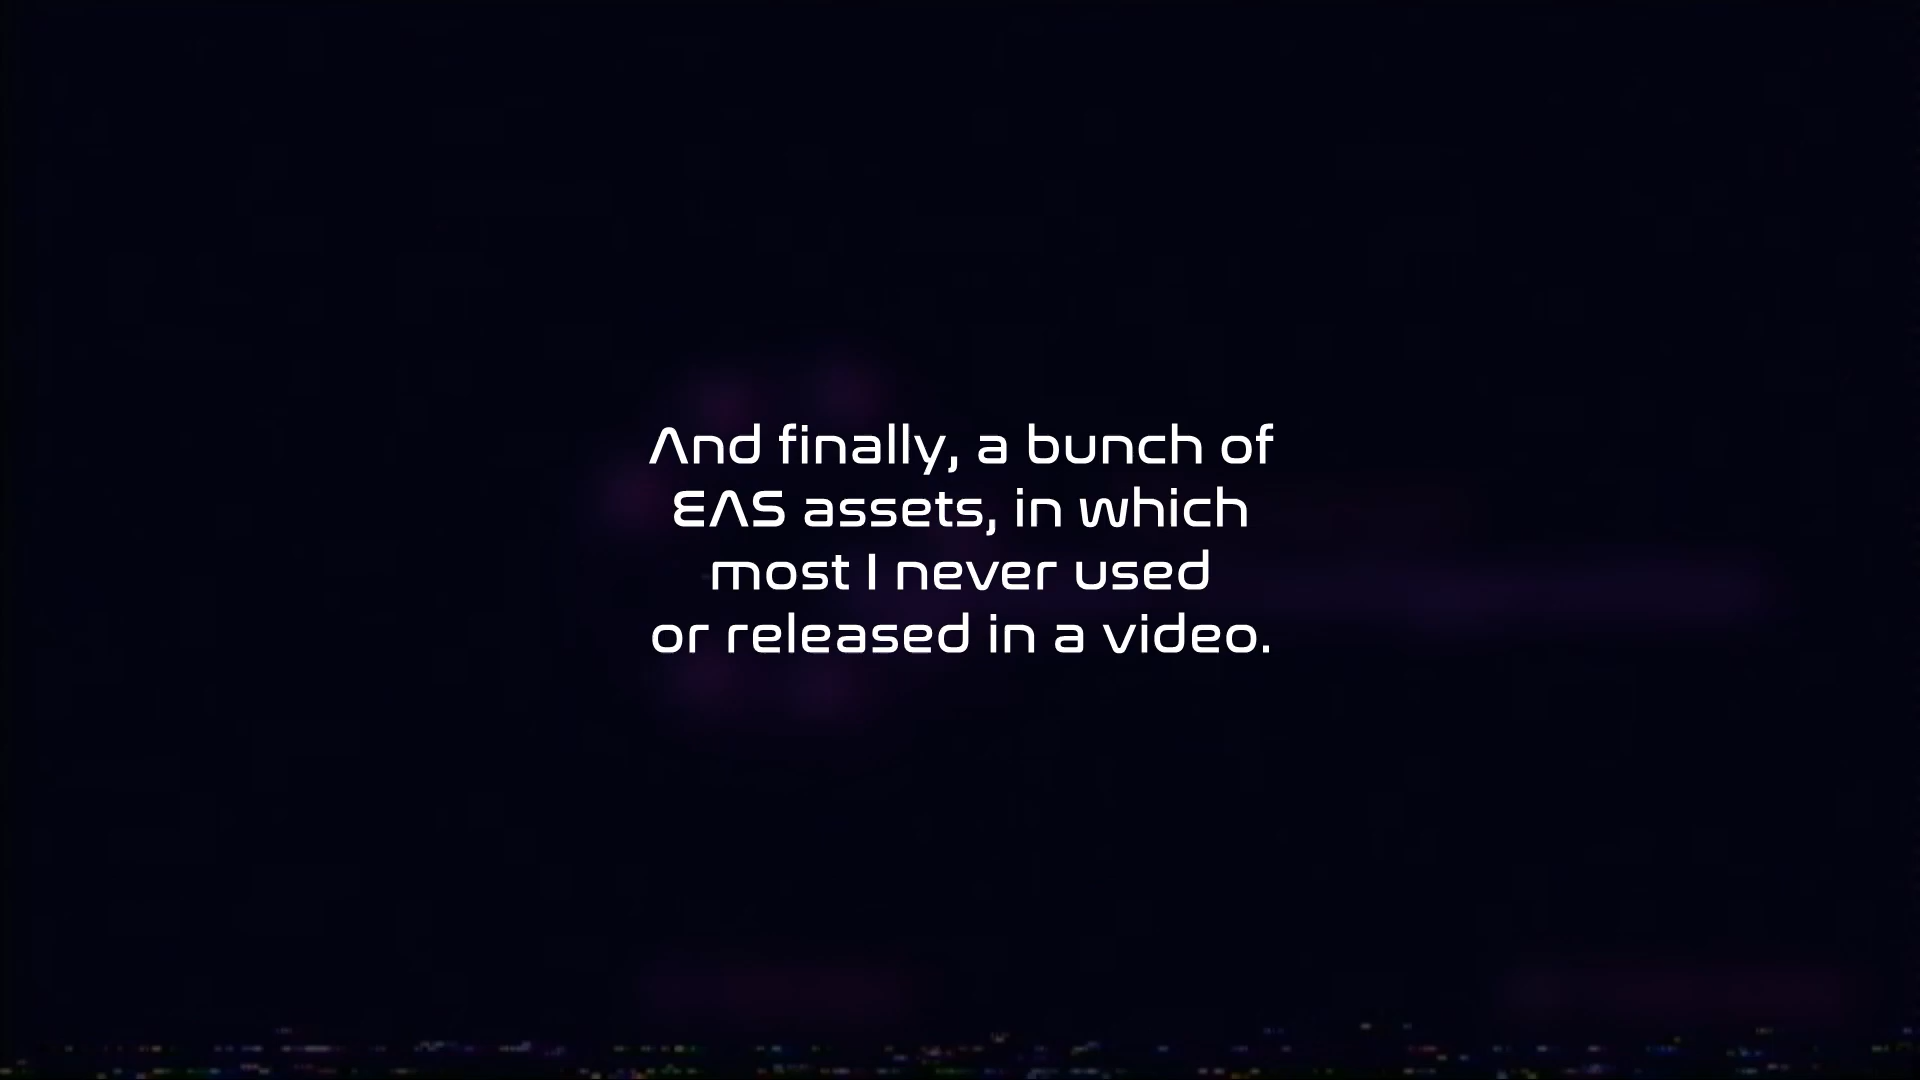 And finally, a bunch of
EAS assets, in which
most I never used
or released in a video.